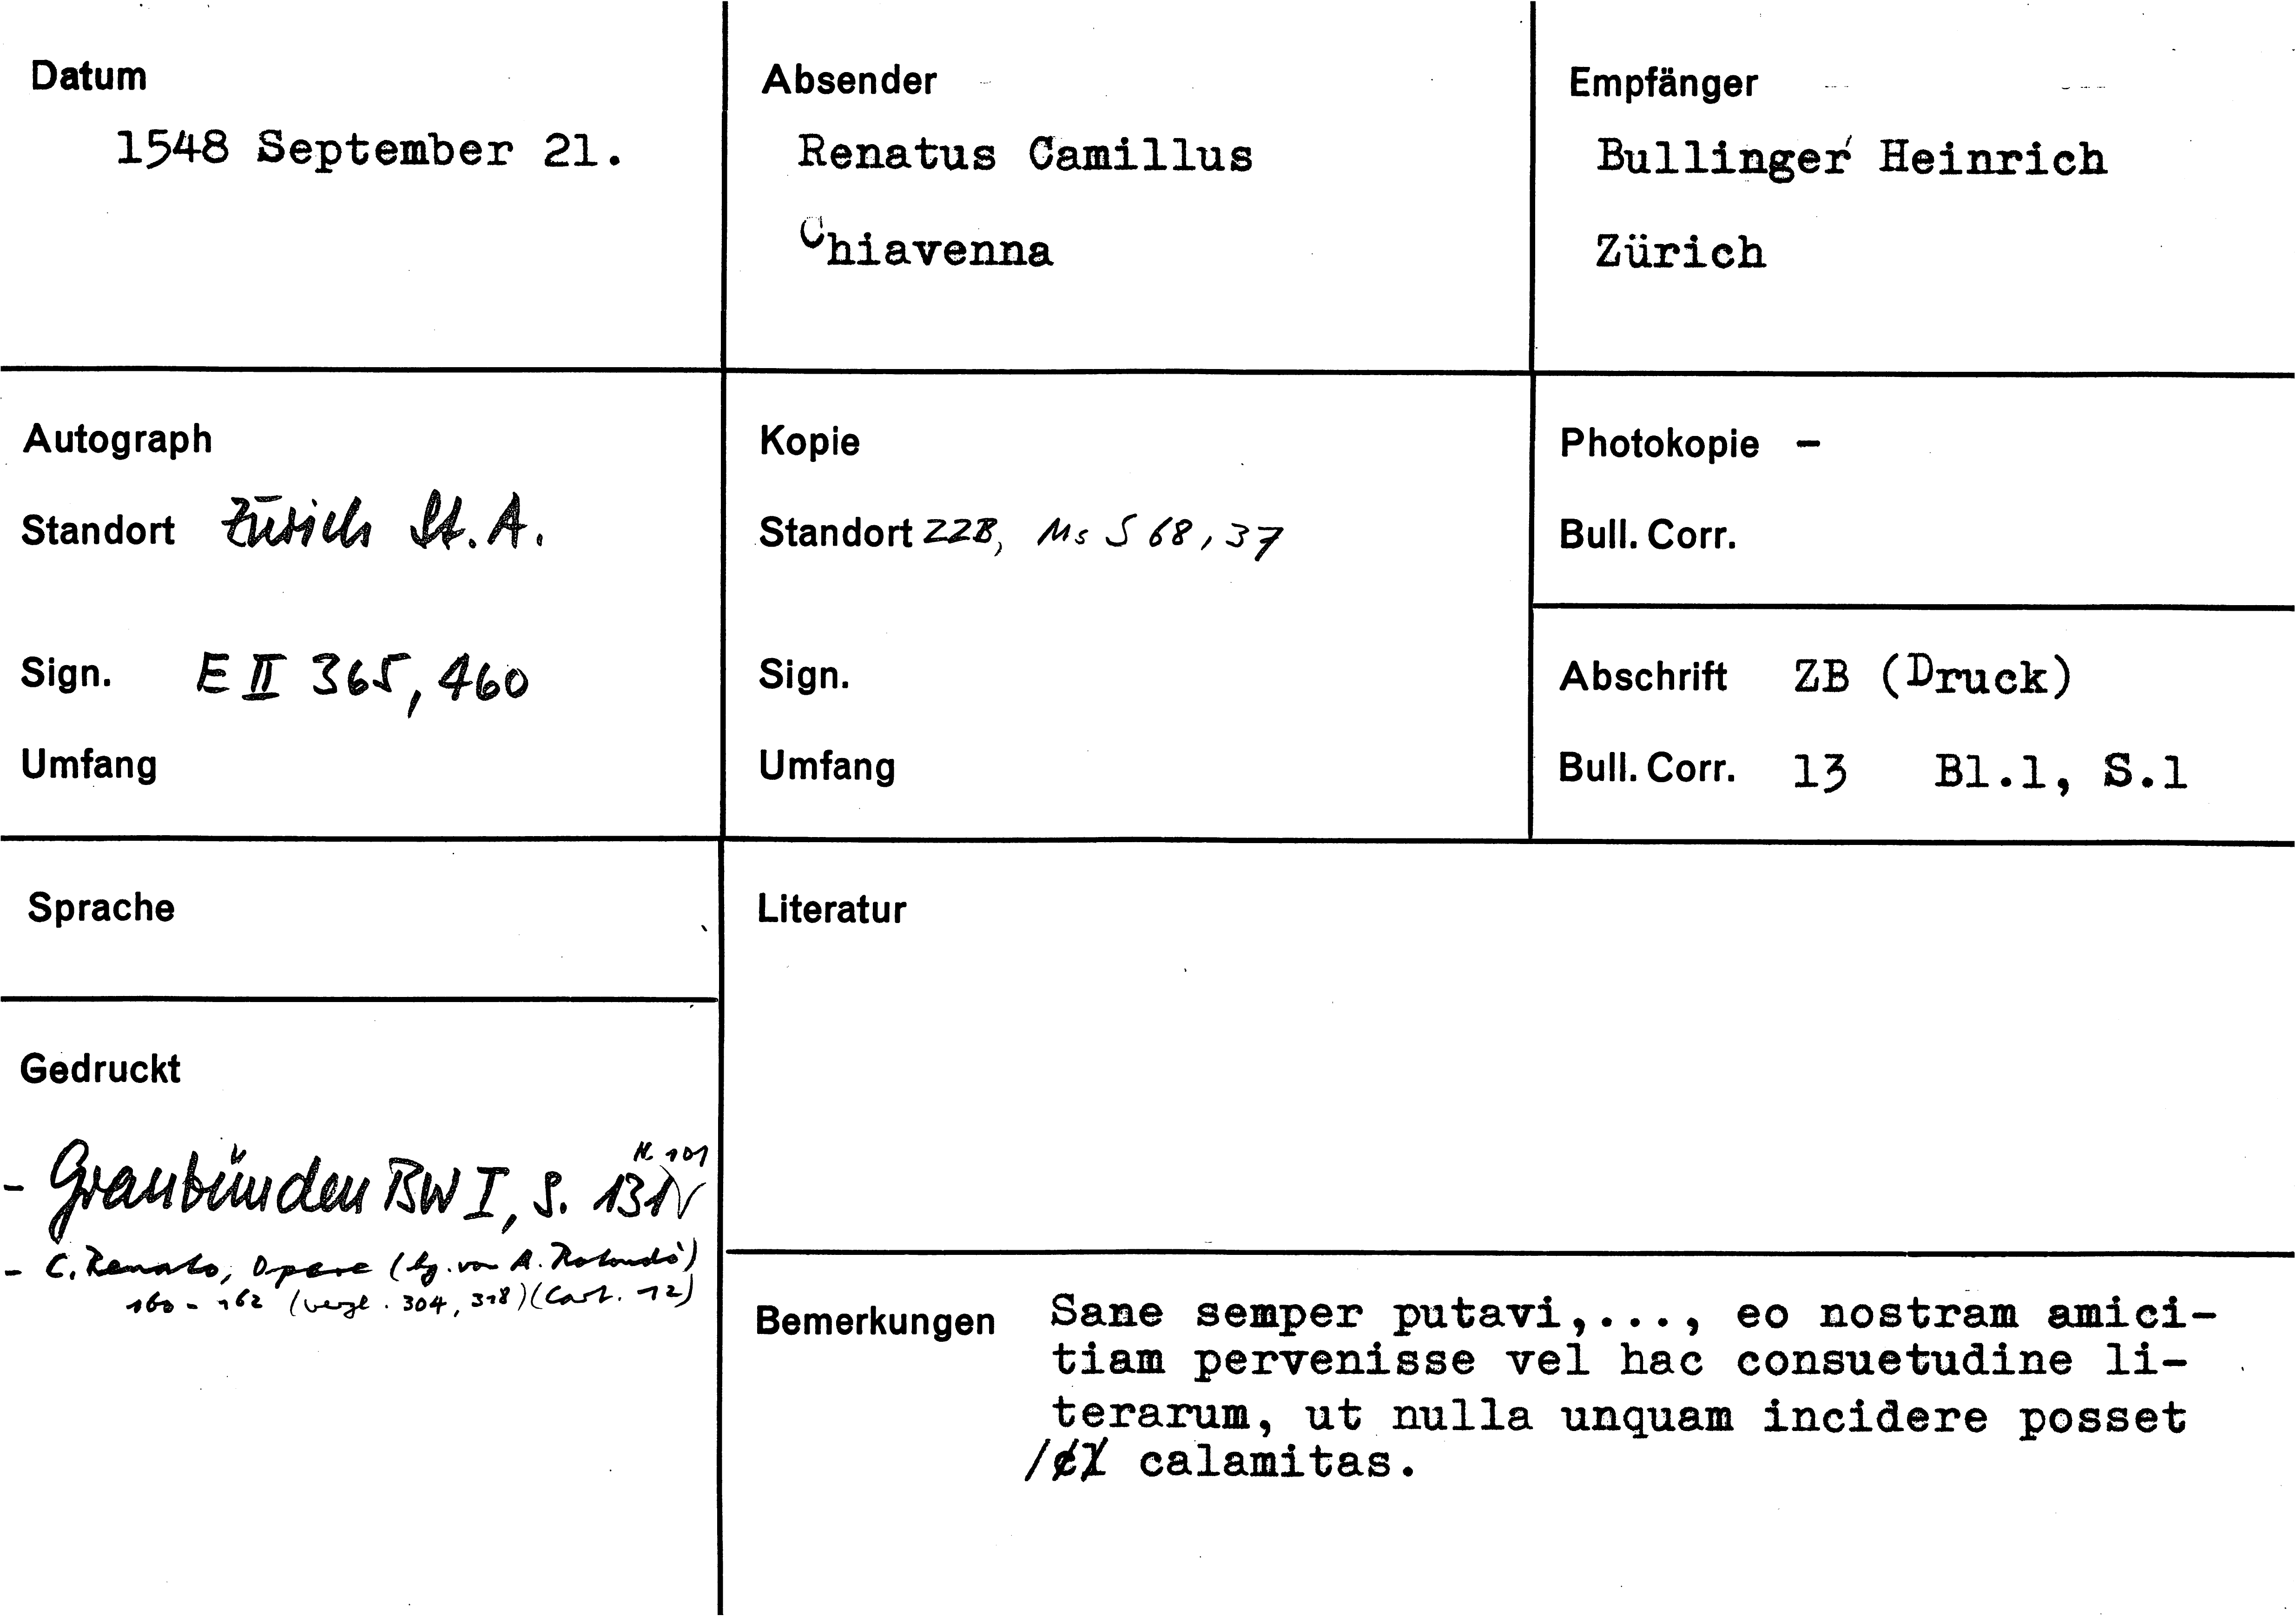 Datum
1548 September 21.
Absender
Renatus Camillus
Chiavenna
Empfänger
Bullinger Heinrich
Zürich
Autograph
Standort Zürich St. A.
Sign. E II 365, 460
Umfang
Kopie
Standort ZZB, Ms S 68, 37
Sign.
Umfang
Photokopie -
Bull. Corr.
Abschrift ZB (Druck)
Bull. Corr. 13 Bl.1, S.1
Sprache
Gedruckt
N. 101
- Graubünden BW I, S. 131
- C. Renato, Opere (hg. von A. Rotondò)
160-162 (vergl. 304, 318) (Cart. 12)
Literatur
Bemerkungen Sane semper putavi,..., eo nostram amici-
tiam pervenisse vel hac consuetudine li-
terarum, ut nulla unquam incidere posset
calamitas.